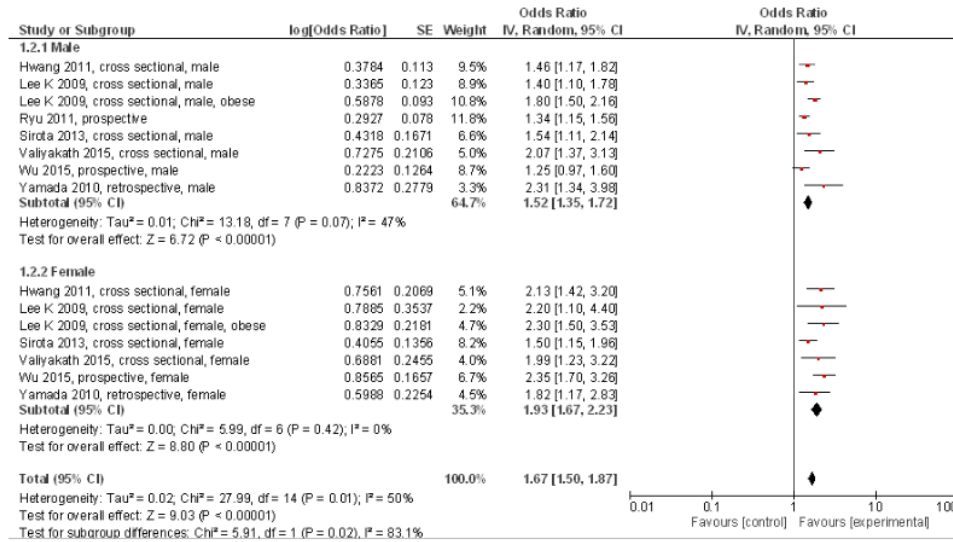 Odds Ratio Odds Ratio
Study or Subgroup log[Odds Ratio] SE Weight IV, Random, 95% CI IV, Random, 95% CI
1.2.1 Male
Hwang 2011, cross sectional, male 0.3784 0.113 9.5% 1.46 [1.17, 1.82]
Lee K 2009, cross sectional, male 0.3365 0.123 8.9% 1.40 [1.10, 1.78]
Lee K 2009, cross sectional, male, obese 0.5878 0.093 10.8% 1.80 [1.50, 2.16]
Ryu 2011, prospective 0.2927 0.078 11.8% 1.34 [1.15, 1.56]
Sirota 2013, cross sectional, male 0.4318 0.1671 6.6% 1.54 [1.11, 2.14]
Valiyakath 2015, cross sectional, male 0.7275 0.2106 5.0% 2.07 [1.37, 3.13]
Wu 2015, prospective, male 0.2223 0.1264 8.7% 1.25 [0.97, 1.60]
Yamada 2010, retrospective, male 0.8372 0.2779 3.3% 2.31 [1.34, 3.98]
Subtotal (95% CI) 64.7% 1.52 [1.35, 1.72]
Heterogeneity: Tau² = 0.01; Chi² = 13.18, df = 7 (P = 0.07); I² = 47%
Test for overall effect: Z = 6.72 (P < 0.00001)
1.2.2 Female
Hwang 2011, cross sectional, female 0.7561 0.2069 5.1% 2.13 [1.42, 3.20]
Lee K 2009, cross sectional, female 0.7885 0.3537 2.2% 2.20 [1.10, 4.40]
Lee K 2009, cross sectional, female, obese 0.8329 0.2181 4.7% 2.30 [1.50, 3.53]
Sirota 2013, cross sectional, female 0.4055 0.1356 8.2% 1.50 [1.15, 1.96]
Valiyakath 2015, cross sectional, female 0.6881 0.2455 4.0% 1.99 [1.23, 3.22]
Wu 2015, prospective, female 0.8565 0.1657 6.7% 2.35 [1.70, 3.26]
Yamada 2010, retrospective, female 0.5988 0.2254 4.5% 1.82 [1.17, 2.83]
Subtotal (95% CI) 35.3% 1.93 [1.67, 2.23]
Heterogeneity: Tau² = 0.00; Chi² = 5.99, df = 6 (P = 0.42); I² = 0%
Test for overall effect: Z = 8.80 (P < 0.00001)
Total (95% CI) 100.0% 1.67 [1.50, 1.87]
Heterogeneity: Tau² = 0.02; Chi² = 27.99, df = 14 (P = 0.01); I² = 50%
Test for overall effect: Z = 9.03 (P < 0.00001)
Test for subgroup differences: Chi² = 5.91, df = 1 (P = 0.02), I² = 83.1%
0.01 0.1 1 10 100
Favours [control] Favours [experimental]